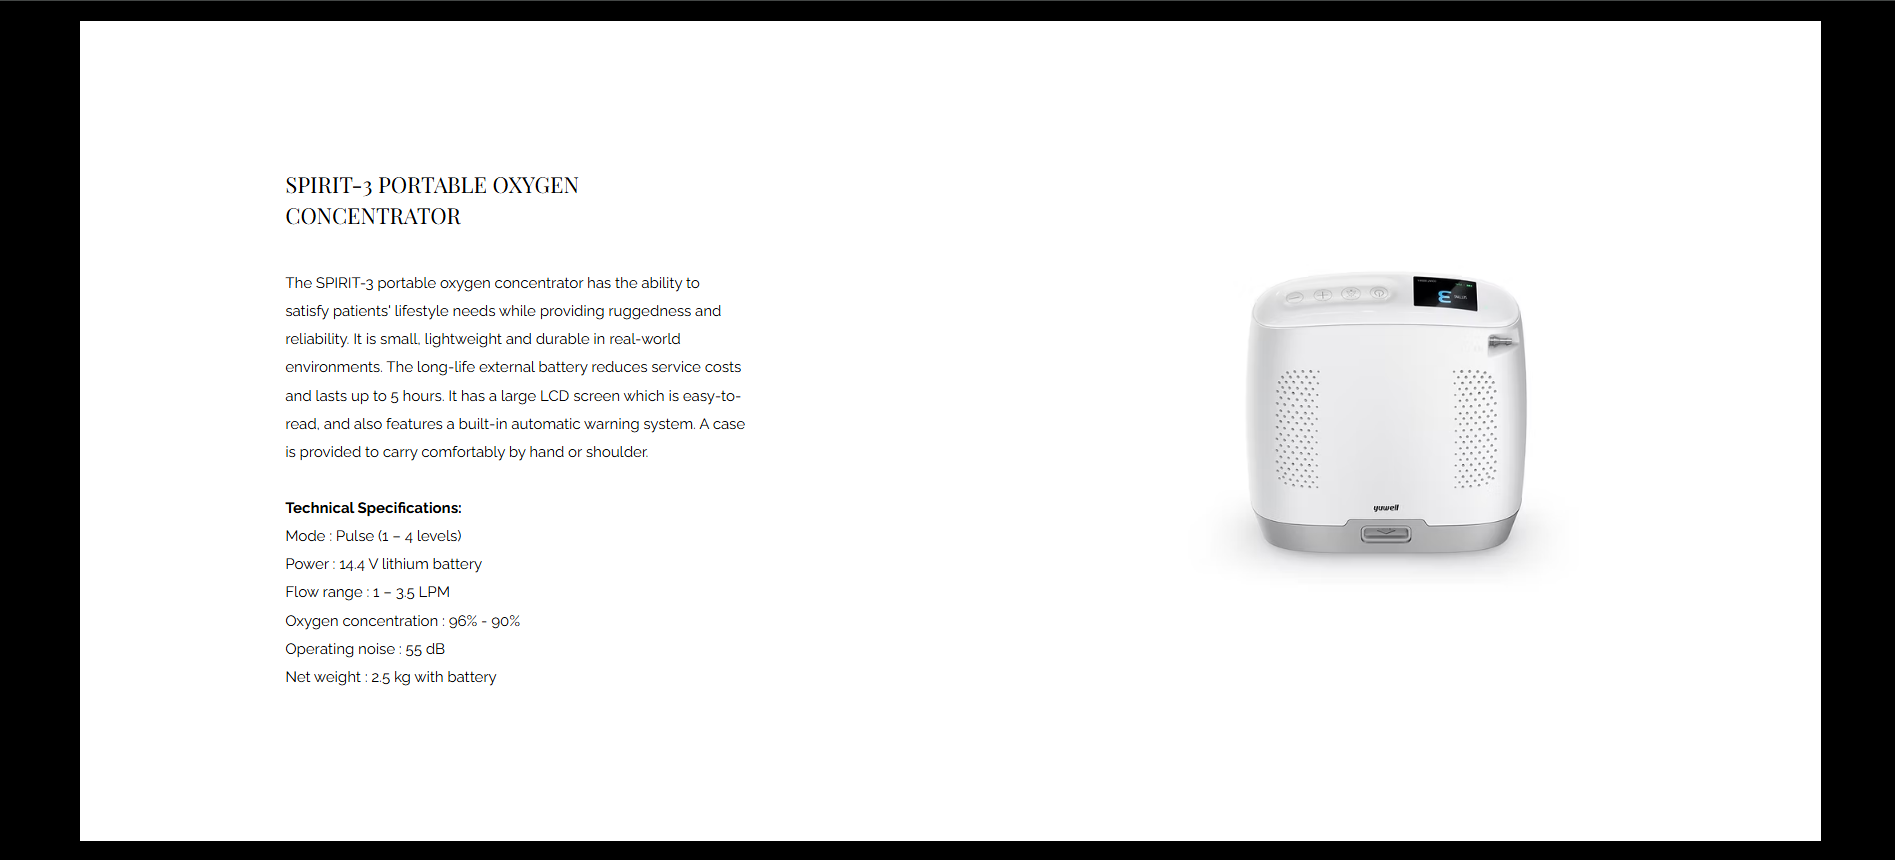 SPIRIT-3 PORTABLE OXYGEN
CONCENTRATOR
The SPIRIT-3 portable oxygen concentrator has the ability to
satisfy patients' lifestyle needs while providing ruggedness and
reliability. It is small, lightweight and durable in real-world
environments. The long-life external battery reduces service costs
and lasts up to 5 hours. It has a large LCD screen which is easy-to-
read, and also features a built-in automatic warning system. A case
is provided to carry comfortably by hand or shoulder.
Technical Specifications:
Mode : Pulse (1 – 4 levels)
Power : 14.4 V lithium battery
Flow range : 1 – 3.5 LPM
Oxygen concentration : 96% - 90%
Operating noise : 55 dB
Net weight : 2.5 kg with battery
yuwell